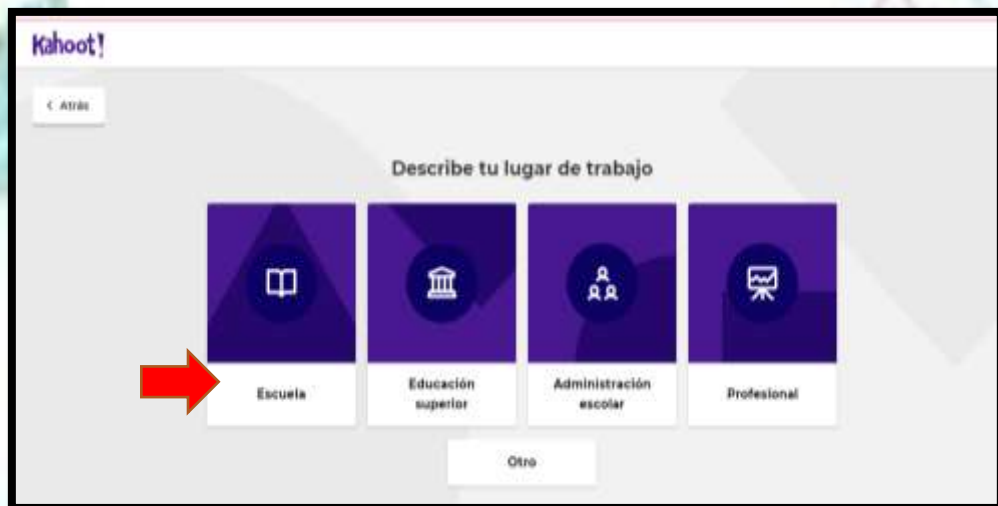 Kahoot!
< Atrás
Describe tu lugar de trabajo
Escuela
Educación
superior
Administración
escolar
Profesional
Otro